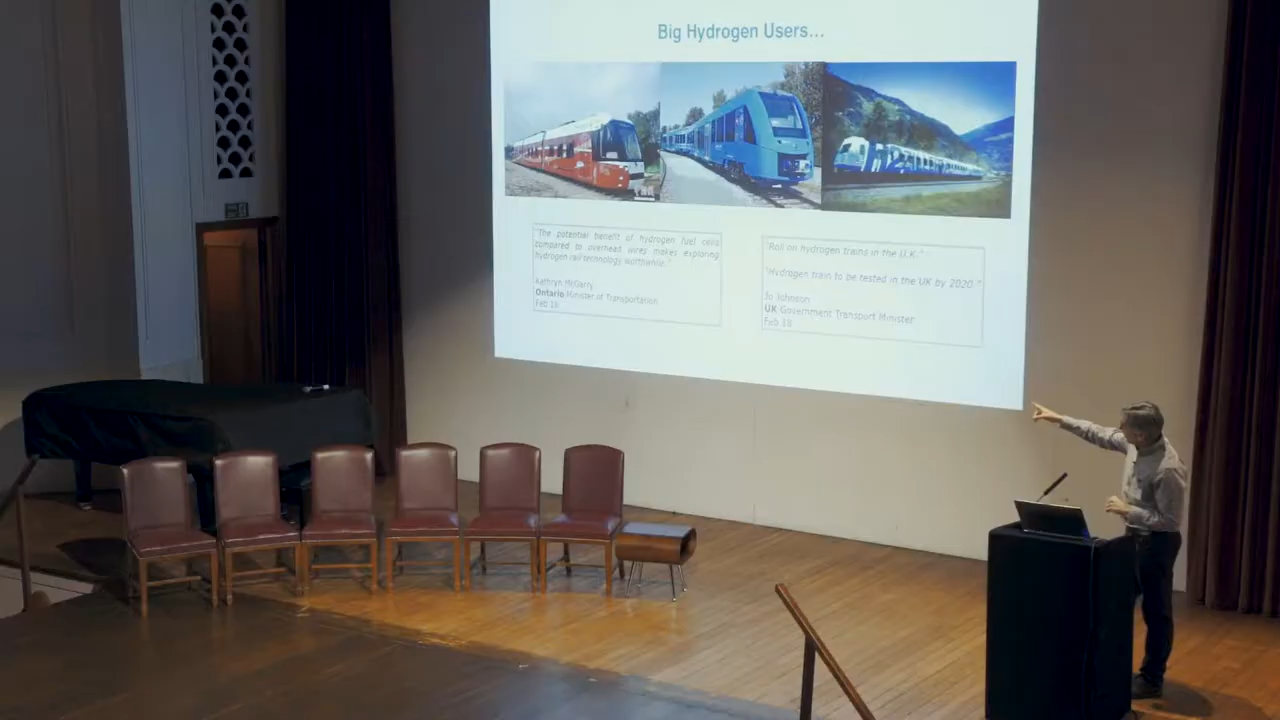 Big Hydrogen Users...
"The potential benefit of hydrogen fuel cells
compared to overhead wires makes exploring
hydrogen rail technology worthwhile."
Kathryn McGarry
Ontario Minister of Transportation
Feb 18
"Roll on hydrogen trains in the U.K."
"Hydrogen train to be tested in the UK by 2020."
Jo Johnson
UK Government Transport Minister
Feb 18